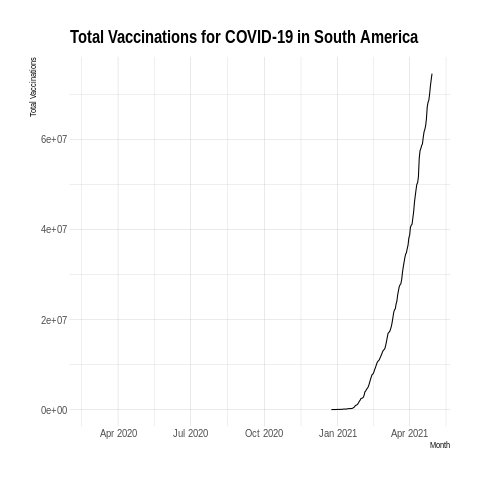 Total Vaccinations for COVID-19 in South America
Total Vaccinations
6e+07
4e+07
2e+07
0e+00
Apr 2020 Jul 2020 Oct 2020 Jan 2021 Apr 2021
Month